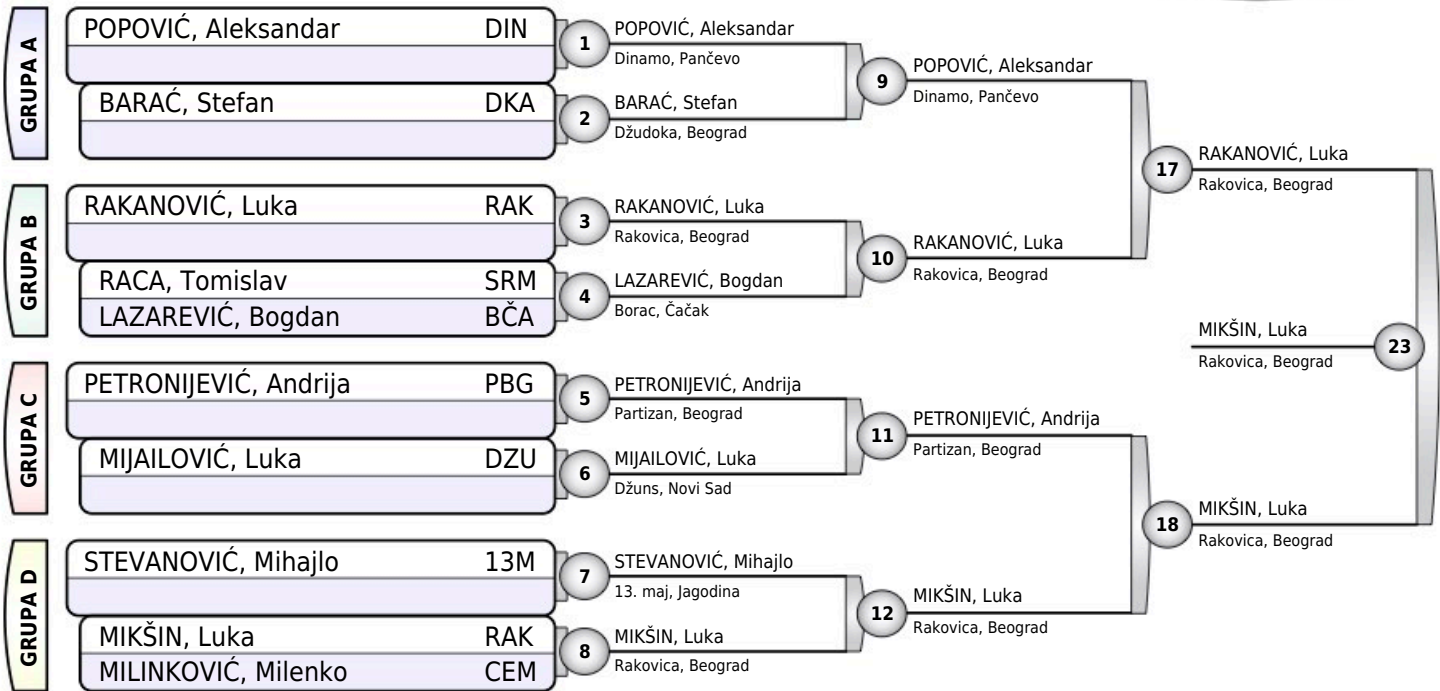 GRUPA A
POPOVIĆ, Aleksandar DIN
BARAĆ, Stefan DKA
1
POPOVIĆ, Aleksandar
Dinamo, Pančevo
2
BARAĆ, Stefan
Džudoka, Beograd
9
POPOVIĆ, Aleksandar
Dinamo, Pančevo
GRUPA B
RAKANOVIĆ, Luka RAK
RACA, Tomislav SRM
LAZAREVIĆ, Bogdan BČA
3
RAKANOVIĆ, Luka
Rakovica, Beograd
4
LAZAREVIĆ, Bogdan
Borac, Čačak
10
RAKANOVIĆ, Luka
Rakovica, Beograd
17
RAKANOVIĆ, Luka
Rakovica, Beograd
GRUPA C
PETRONIJEVIĆ, Andrija PBG
MIJAILOVIĆ, Luka DZU
5
PETRONIJEVIĆ, Andrija
Partizan, Beograd
6
MIJAILOVIĆ, Luka
Džuns, Novi Sad
11
PETRONIJEVIĆ, Andrija
Partizan, Beograd
GRUPA D
STEVANOVIĆ, Mihajlo 13M
MIKŠIN, Luka RAK
MILINKOVIĆ, Milenko CEM
7
STEVANOVIĆ, Mihajlo
13. maj, Jagodina
8
MIKŠIN, Luka
Rakovica, Beograd
12
MIKŠIN, Luka
Rakovica, Beograd
18
MIKŠIN, Luka
Rakovica, Beograd
MIKŠIN, Luka
Rakovica, Beograd
23